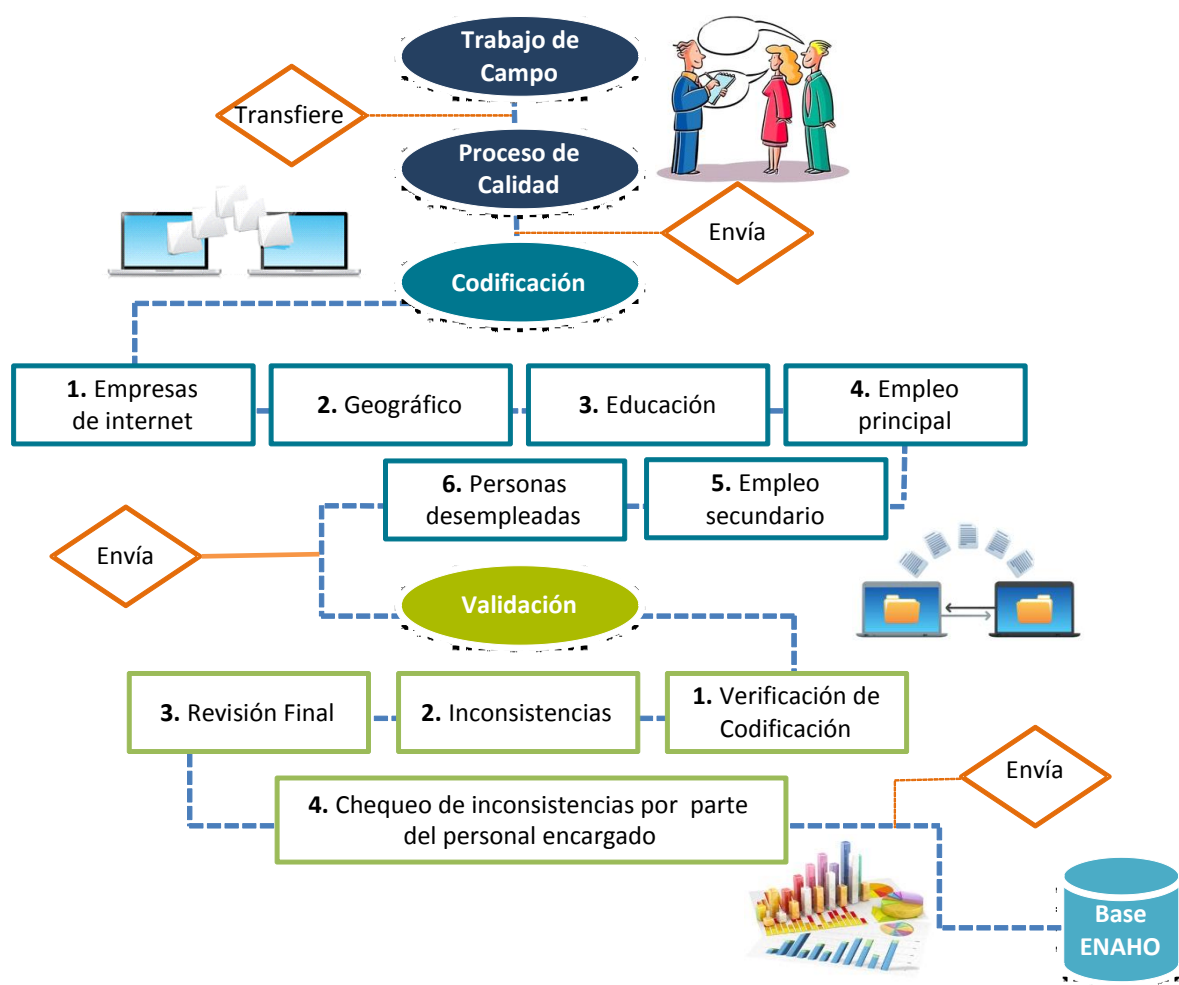 Trabajo de
Campo
Transfiere
Proceso de
Calidad
Envía
Codificación
1. Empresas
de internet
2. Geográfico
3. Educación
4. Empleo
principal
5. Empleo
secundario
6. Personas
desempleadas
Envía
Validación
1. Verificación de
Codificación
2. Inconsistencias
3. Revisión Final
4. Chequeo de inconsistencias por parte
del personal encargado
Envía
Base
ENAHO